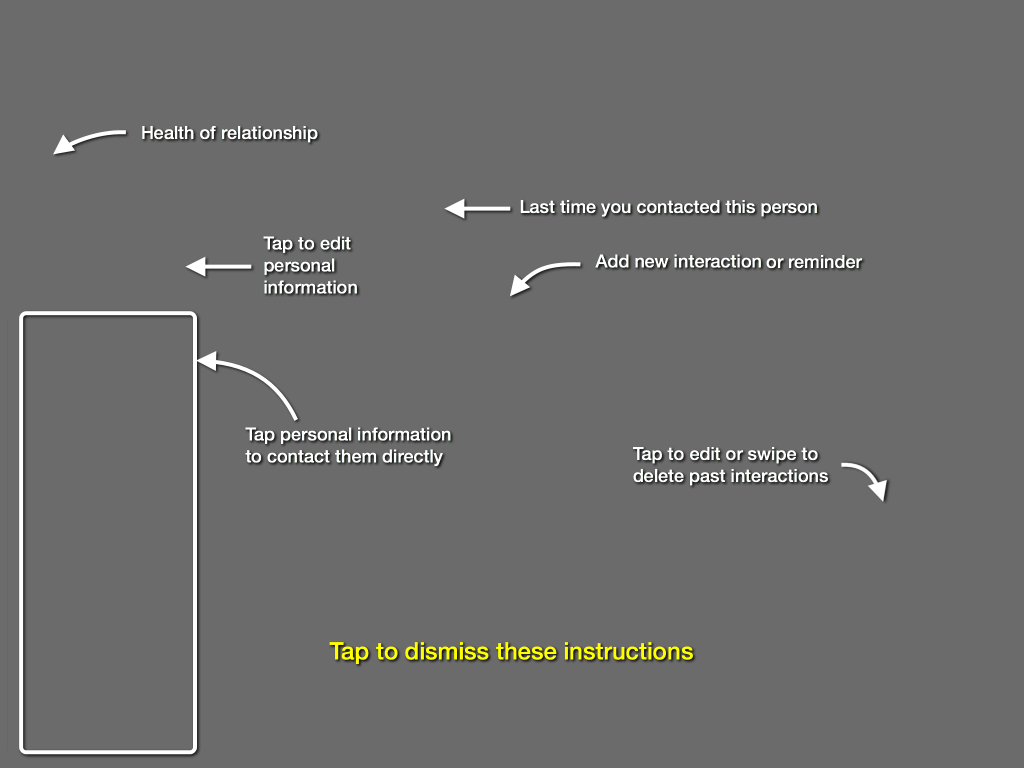 Health of relationship
Last time you contacted this person
Tap to edit
personal
information
Add new interaction or reminder
Tap personal information
to contact them directly
Tap to edit or swipe to
delete past interactions
Tap to dismiss these instructions